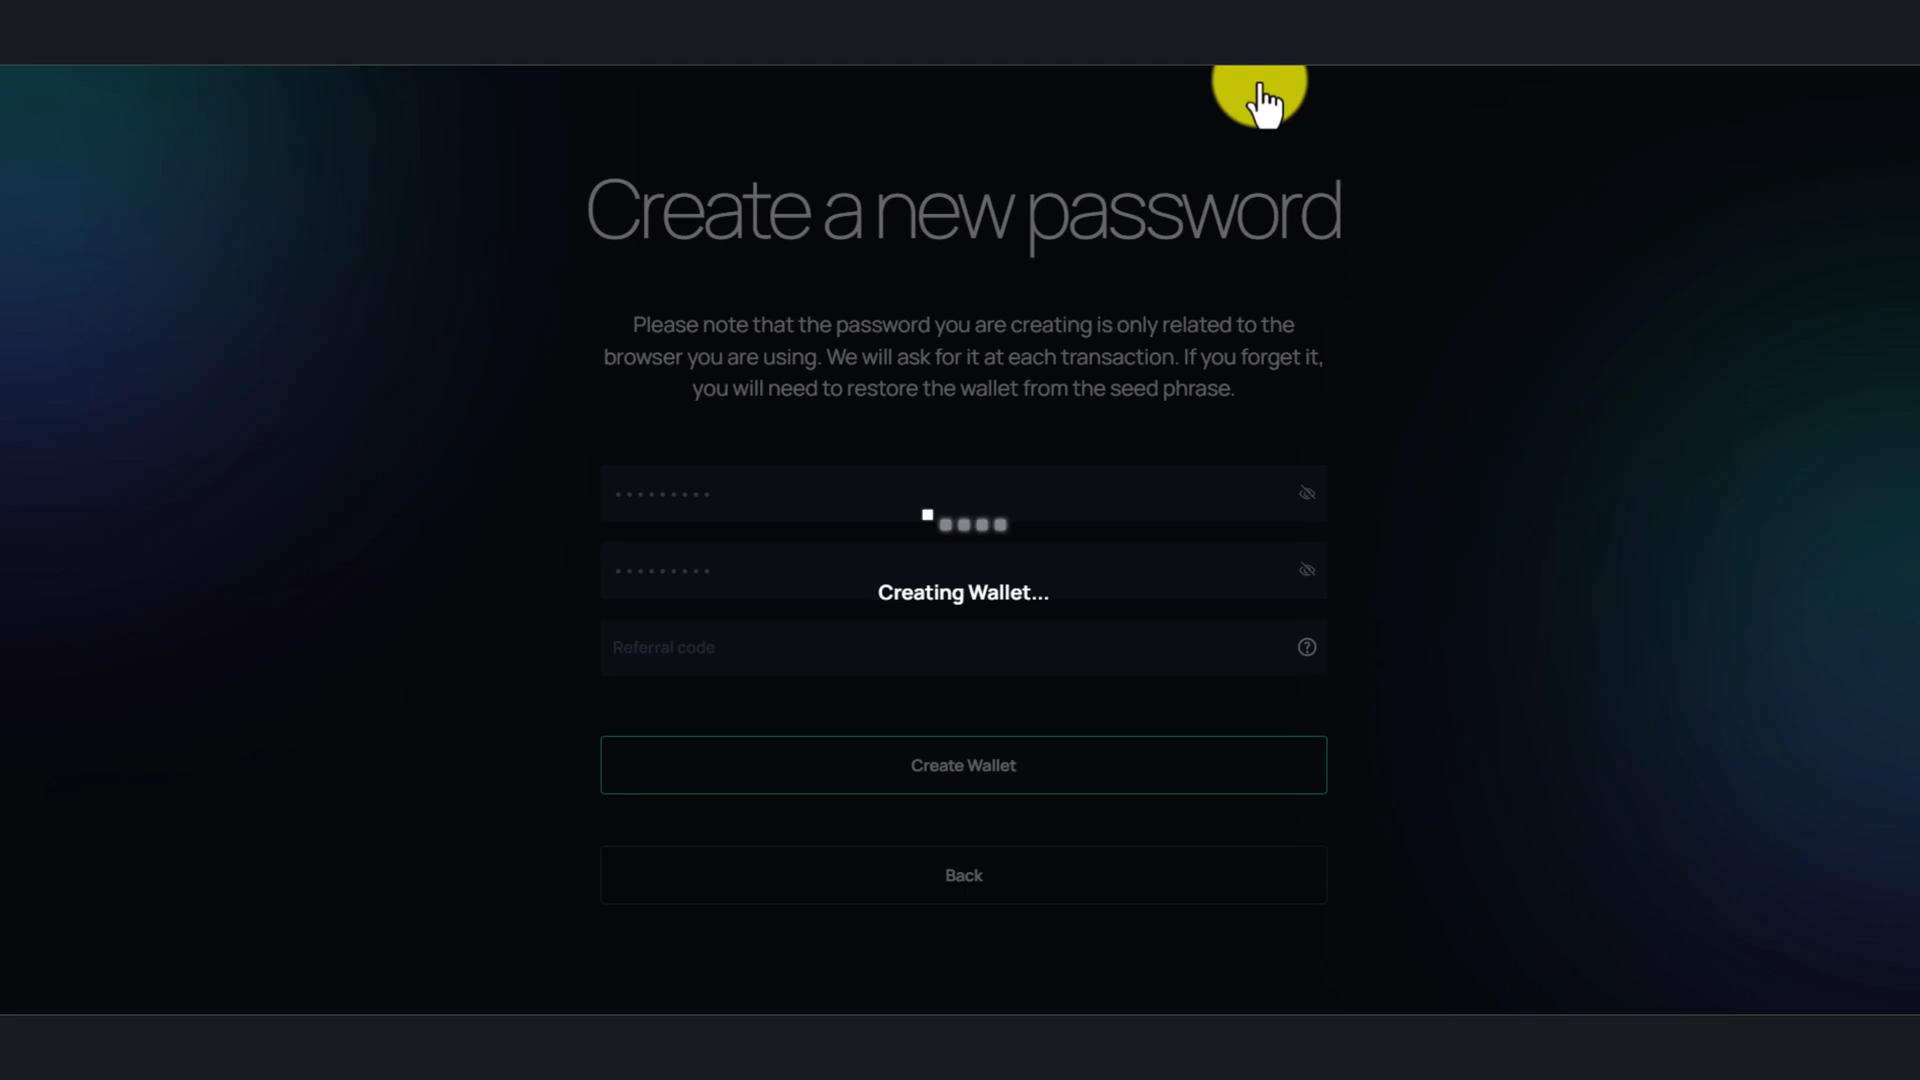 Create a new password
Please note that the password you are creating is only related to the
browser you are using. We will ask for it at each transaction. If you forget it,
you will need to restore the wallet from the seed phrase.
Creating Wallet...
Referral code
Create Wallet
Back